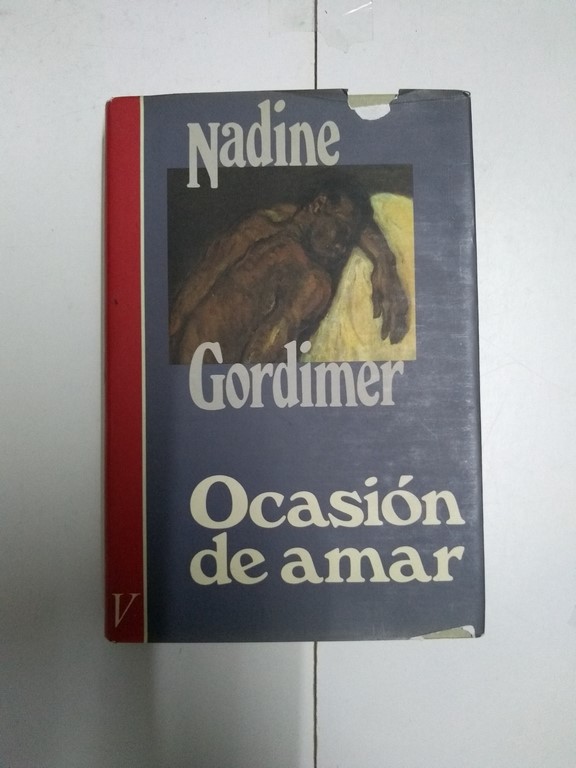 Nadine
Gordimer
Ocasión
de amar
V